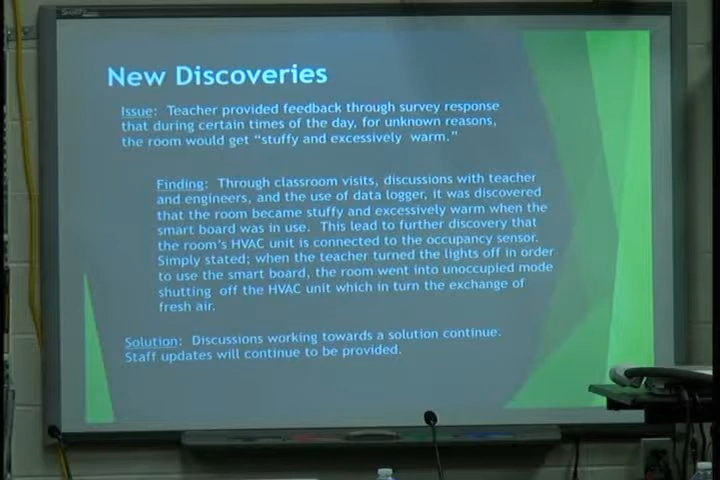 New Discoveries
Issue: Teacher provided feedback through survey response
that during certain times of the day, for unknown reasons,
the room would get "stuffy and excessively warm."
Finding: Through classroom visits, discussions with teacher
and engineers, and the use of data logger, it was discovered
that the room became stuffy and excessively warm when the
smart board was in use. This lead to further discovery that
the room's HVAC unit is connected to the occupancy sensor.
Simply stated; when the teacher turned the lights off in order
to use the smart board, the room went into unoccupied mode
shutting off the HVAC unit which in turn the exchange of
fresh air.
Solution: Discussions working towards a solution continue.
Staff updates will continue to be provided.